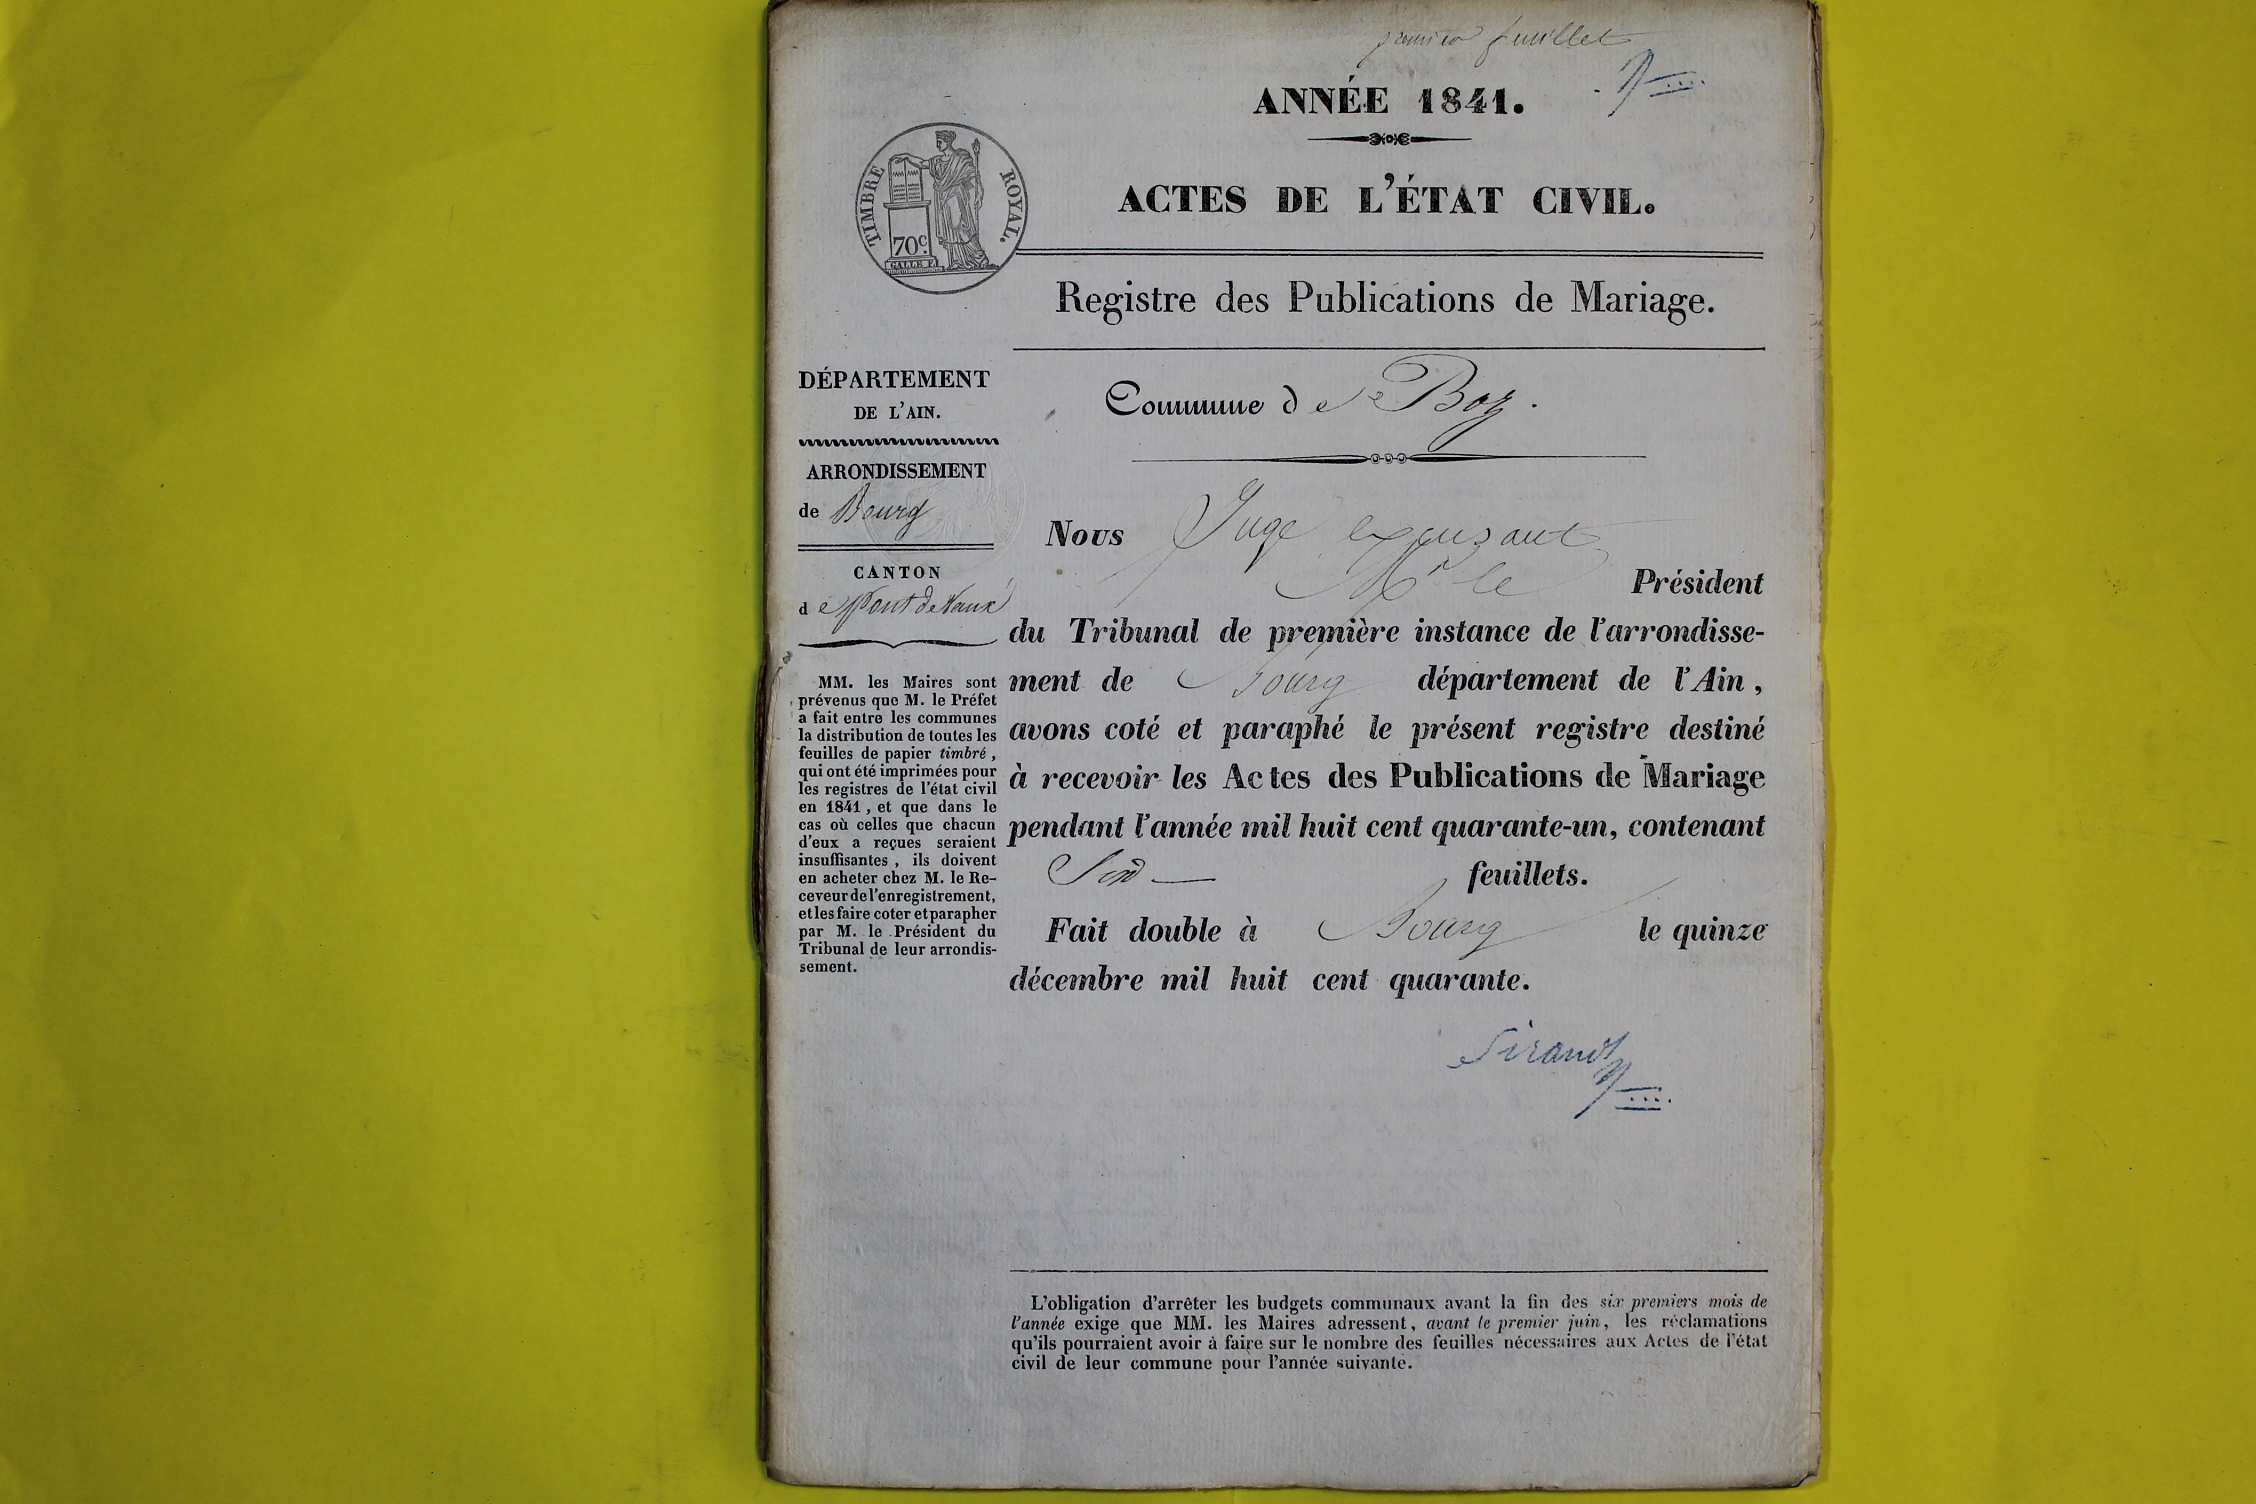 premier feuillet
ANNÉE 1841.
ACTES DE L'ÉTAT CIVIL.
TIMBRE ROYAL.
70c.
Registre des Publications de Mariage.
DÉPARTEMENT
DE L'AIN.
ARRONDISSEMENT
de Bourg
CANTON
de Pont de Vaux
MM. les Maires sont
prévenus que M. le Préfet
a fait entre les communes
la distribution de toutes les
feuilles de papier timbré,
qui ont été imprimées pour
les registres de l'état civil
en 1841, et que dans le
cas où celles que chacun
d'eux a reçues seraient
insuffisantes, ils doivent
en acheter chez M. le Re-
ceveur de l'enregistrement,
et les faire coter et parapher
par M. le Président du
Tribunal de leur arrondis-
sement.
Commune de Boz.
Nous Juge
Mr le Président
du Tribunal de première instance de l'arrondisse-
ment de Bourg département de l'Ain,
avons coté et paraphé le présent registre destiné
à recevoir les Actes des Publications de Mariage
pendant l'année mil huit cent quarante-un, contenant
feuillets.
Fait double à Bourg le quinze
décembre mil huit cent quarante.
Sirand
L'obligation d'arrêter les budgets communaux avant la fin des six premiers mois de
l'année exige que MM. les Maires adressent, avant le premier juin, les réclamations
qu'ils pourraient avoir à faire sur le nombre des feuilles nécessaires aux Actes de l'état
civil de leur commune pour l'année suivante.